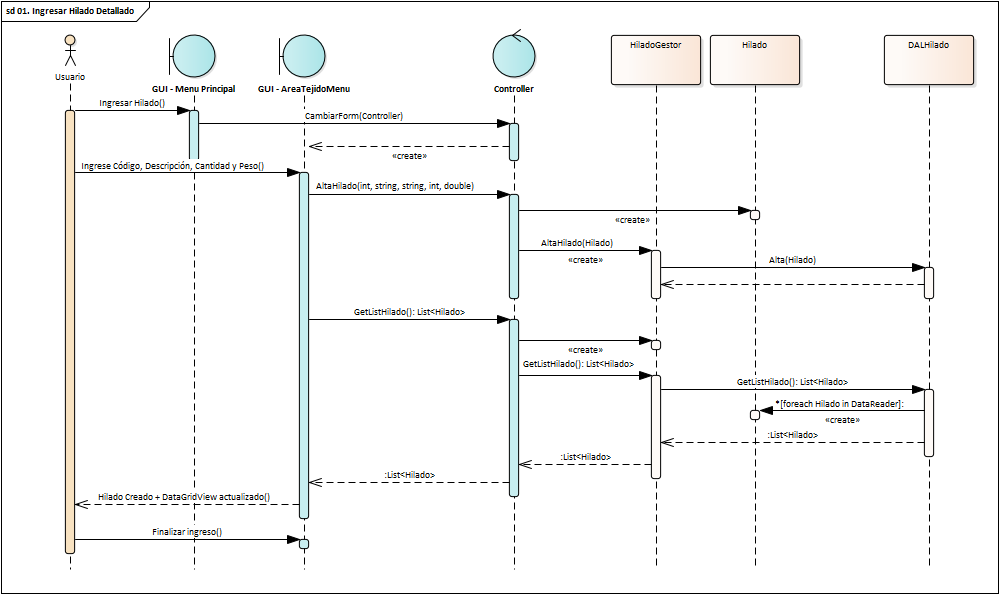 sd 01. Ingresar Hilado Detallado
Usuario
GUI - Menu Principal
GUI - AreaTejidoMenu
Controller
HiladoGestor
Hilado
DALHilado
Ingresar Hilado()
CambiarForm(Controller)
«create»
Ingrese Código, Descripción, Cantidad y Peso()
AltaHilado(int, string, string, int, double)
«create»
AltaHilado(Hilado)
«create»
Alta(Hilado)
GetListHilado(): List<Hilado>
«create»
GetListHilado(): List<Hilado>
GetListHilado(): List<Hilado>
*[foreach Hilado in DataReader]:
«create»
:List<Hilado>
:List<Hilado>
:List<Hilado>
Hilado Creado + DataGridView actualizado()
Finalizar ingreso()